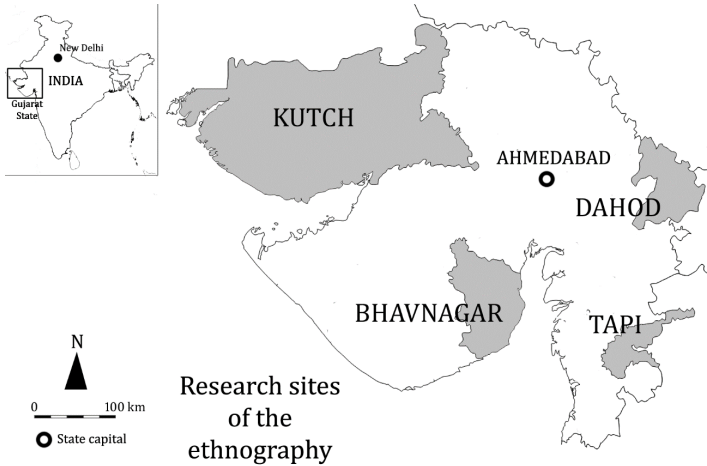 New Delhi
INDIA
Gujarat
State
KUTCH
AHMEDABAD
DAHOD
BHAVNAGAR
TAPI
N
0 100 km
State capital
Research sites
of the
ethnography